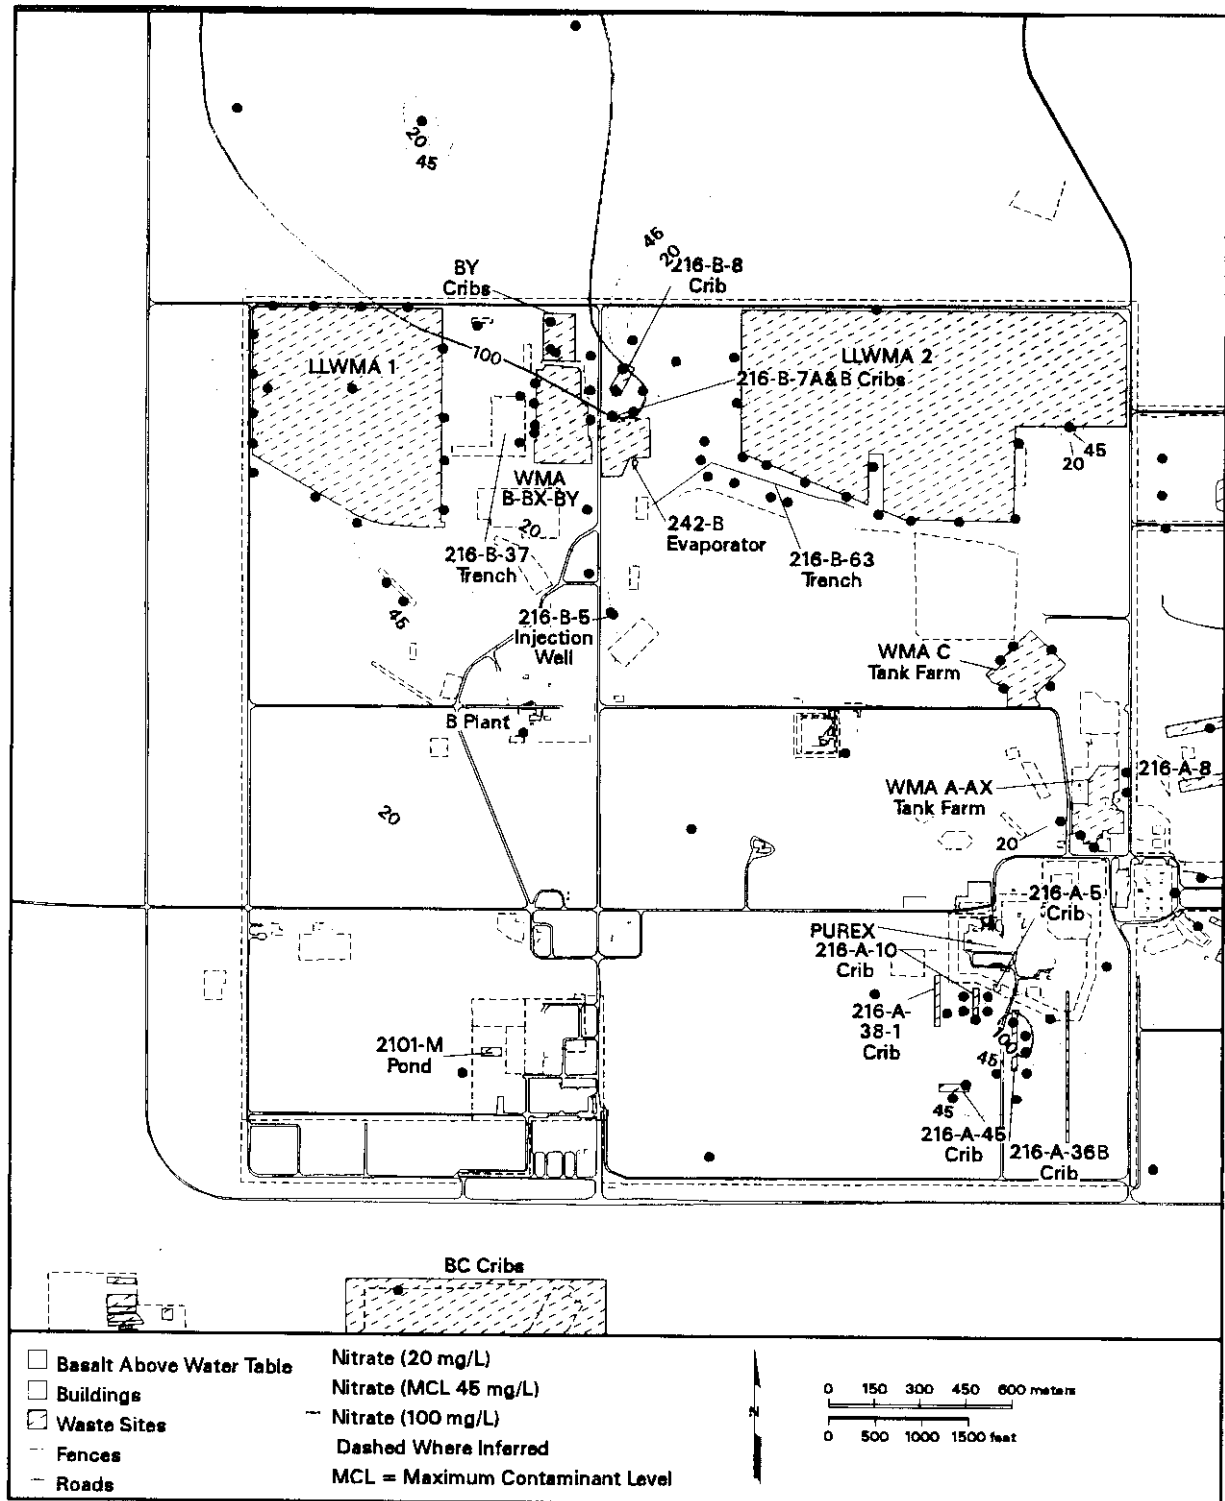 20
45
45
20
216-B-8
Crib
BY
Cribs
100
LLWMA 1
LLWMA 2
216-B-7A&B Cribs
45
20
WMA
B-BX-BY
20
216-B-37
Trench
242-B
Evaporator
216-B-63
Trench
45
216-B-5
Injection
Well
WMA C
Tank Farm
B Plant
216-A-8
WMA A-AX
Tank Farm
20
20
216-A-5
Crib
PUREX
216-A-10
Crib
216-A-
38-1
Crib
100
45
2101-M
Pond
45
216-A-45
Crib
216-A-36B
Crib
BC Cribs
Basalt Above Water Table
Buildings
Waste Sites
Fences
Roads
Nitrate (20 mg/L)
Nitrate (MCL 45 mg/L)
Nitrate (100 mg/L)
Dashed Where Inferred
MCL = Maximum Contaminant Level
N
0 150 300 450 600 meters
0 500 1000 1500 feet